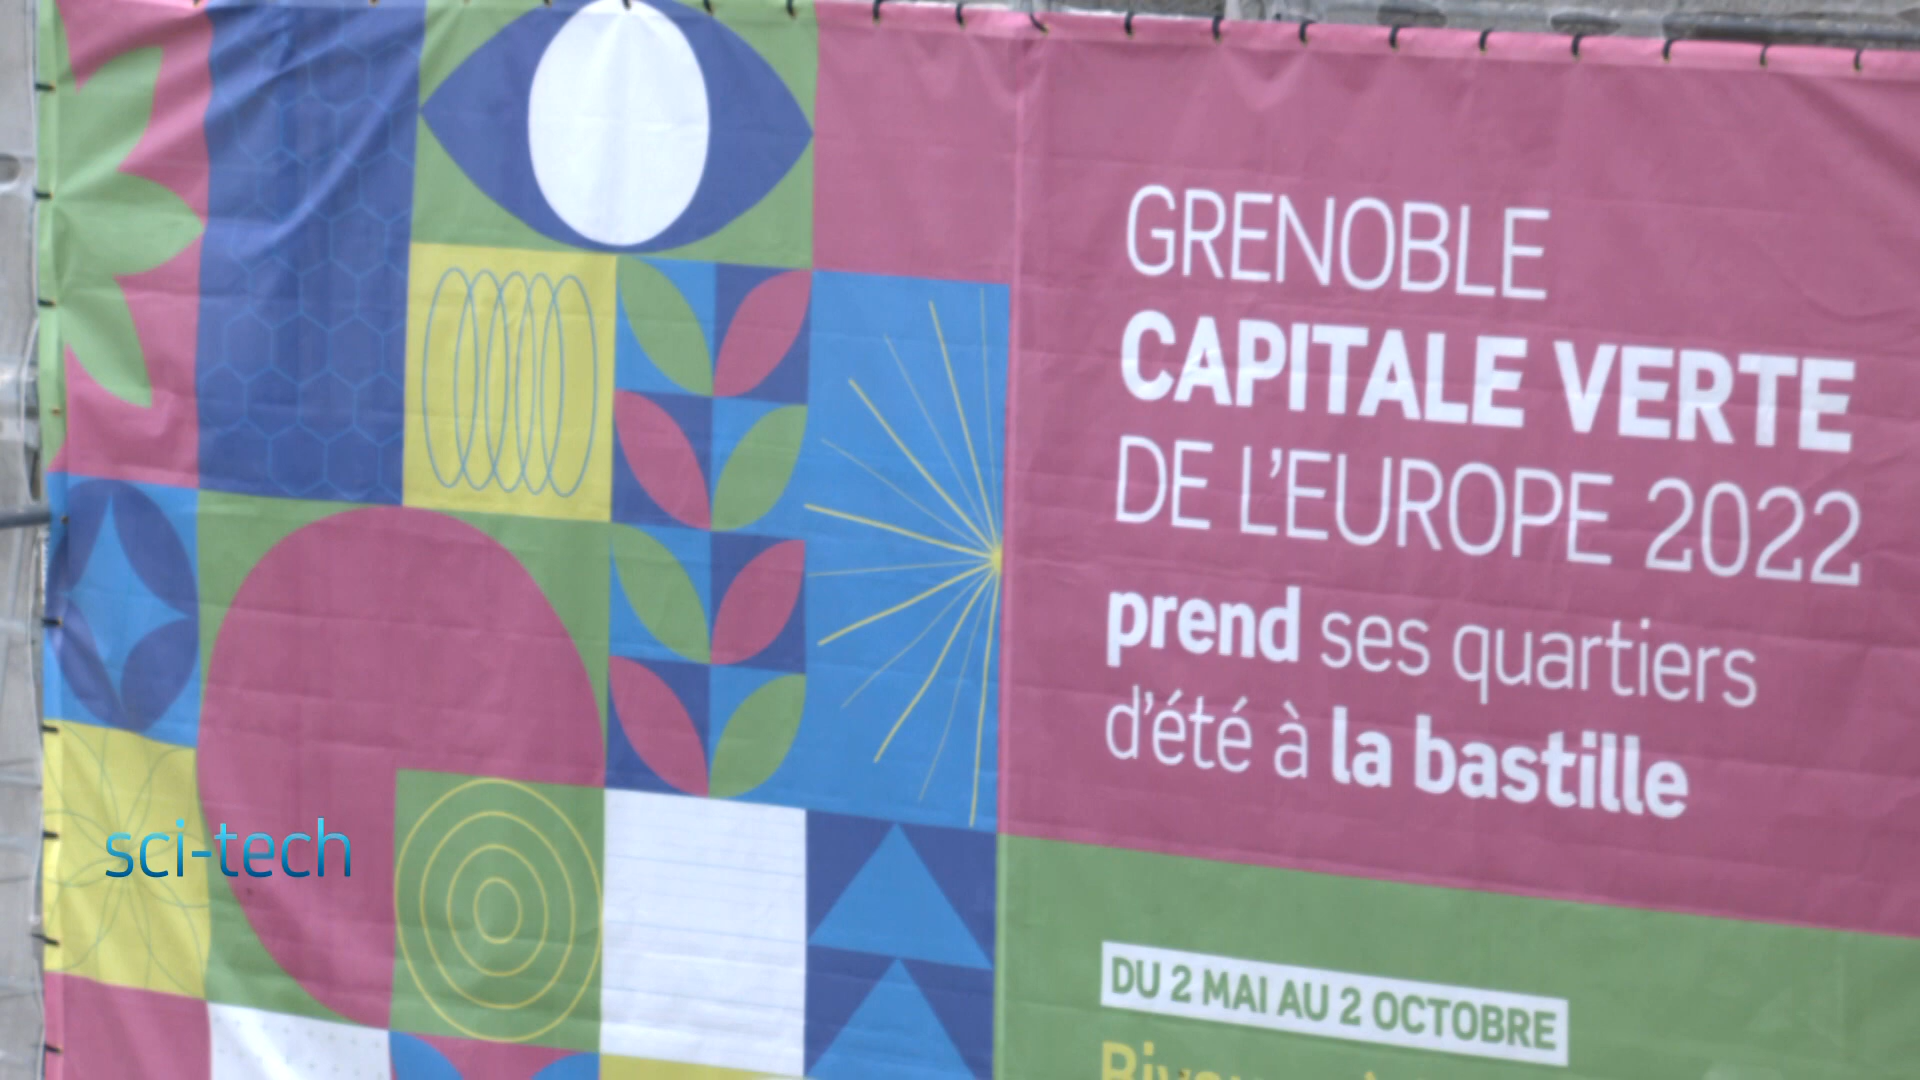 GRENOBLE
CAPITALE VERTE
DE L'EUROPE 2022
prend ses quartiers
d'été à la bastille
DU 2 MAI AU 2 OCTOBRE
sci-tech